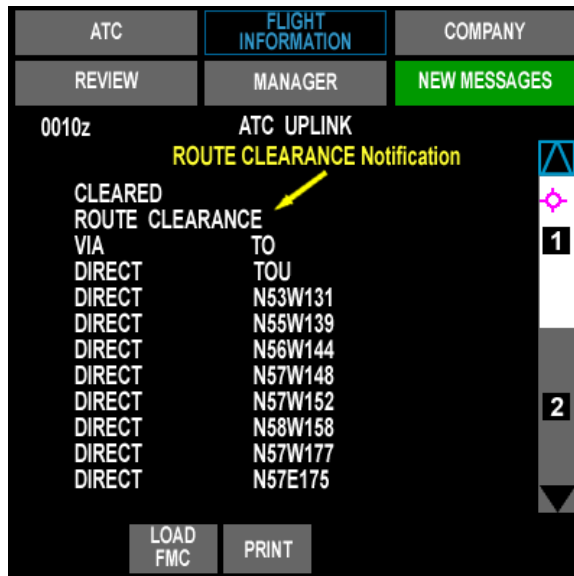 ATC
FLIGHT
INFORMATION
COMPANY
REVIEW
MANAGER
NEW MESSAGES
0010z ATC UPLINK
ROUTE CLEARANCE Notification
CLEARED
ROUTE CLEARANCE
VIA TO
DIRECT TOU
DIRECT N53W131
DIRECT N55W139
DIRECT N56W144
DIRECT N57W148
DIRECT N57W152
DIRECT N58W158
DIRECT N57W177
DIRECT N57E175
1
2
LOAD
FMC
PRINT